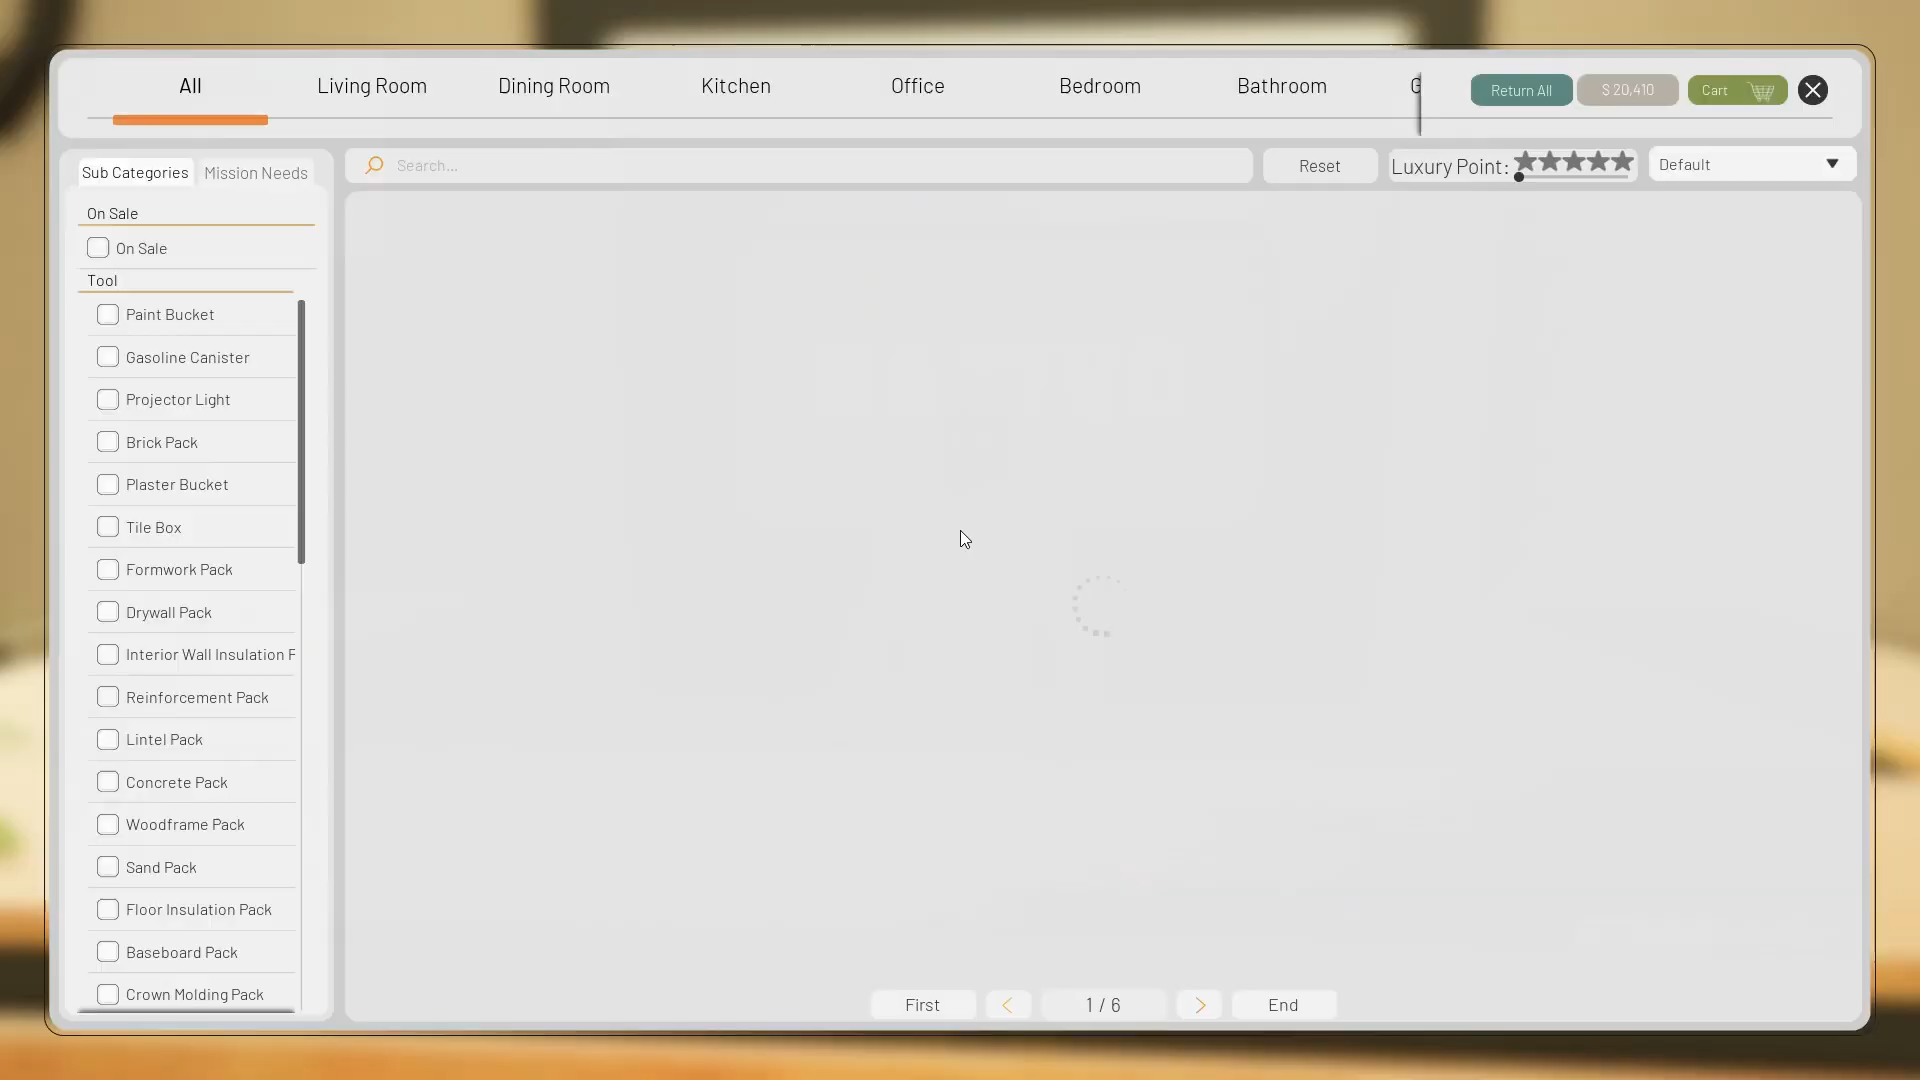 All
Living Room
Dining Room
Kitchen
Office
Bedroom
Bathroom
Return All
$ 20,410
Cart
Sub Categories
Mission Needs
Search...
Reset
Luxury Point:
Default
On Sale
On Sale
Tool
Paint Bucket
Gasoline Canister
Projector Light
Brick Pack
Plaster Bucket
Tile Box
Formwork Pack
Drywall Pack
Interior Wall Insulation
Reinforcement Pack
Lintel Pack
Concrete Pack
Woodframe Pack
Sand Pack
Floor Insulation Pack
Baseboard Pack
Crown Molding Pack
First
<
1 / 6
>
End